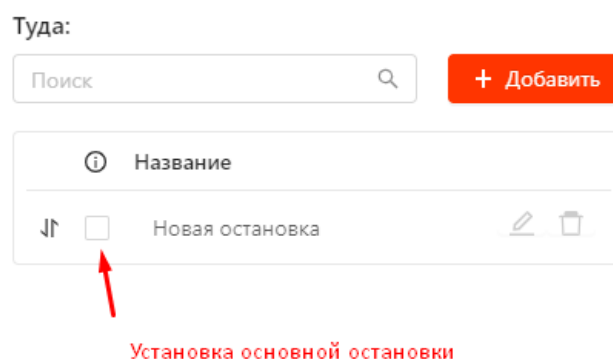 Туда:
Поиск
+ Добавить
Название
Новая остановка
Установка основной остановки